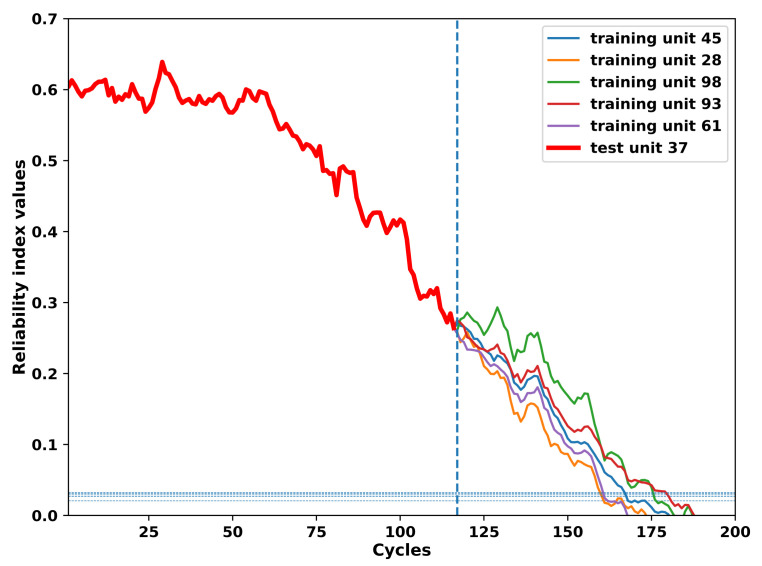 0.7
0.6
0.5
0.4
0.3
0.2
0.1
0.0
Reliability index values
25 50 75 100 125 150 175 200
Cycles
training unit 45
training unit 28
training unit 98
training unit 93
training unit 61
test unit 37